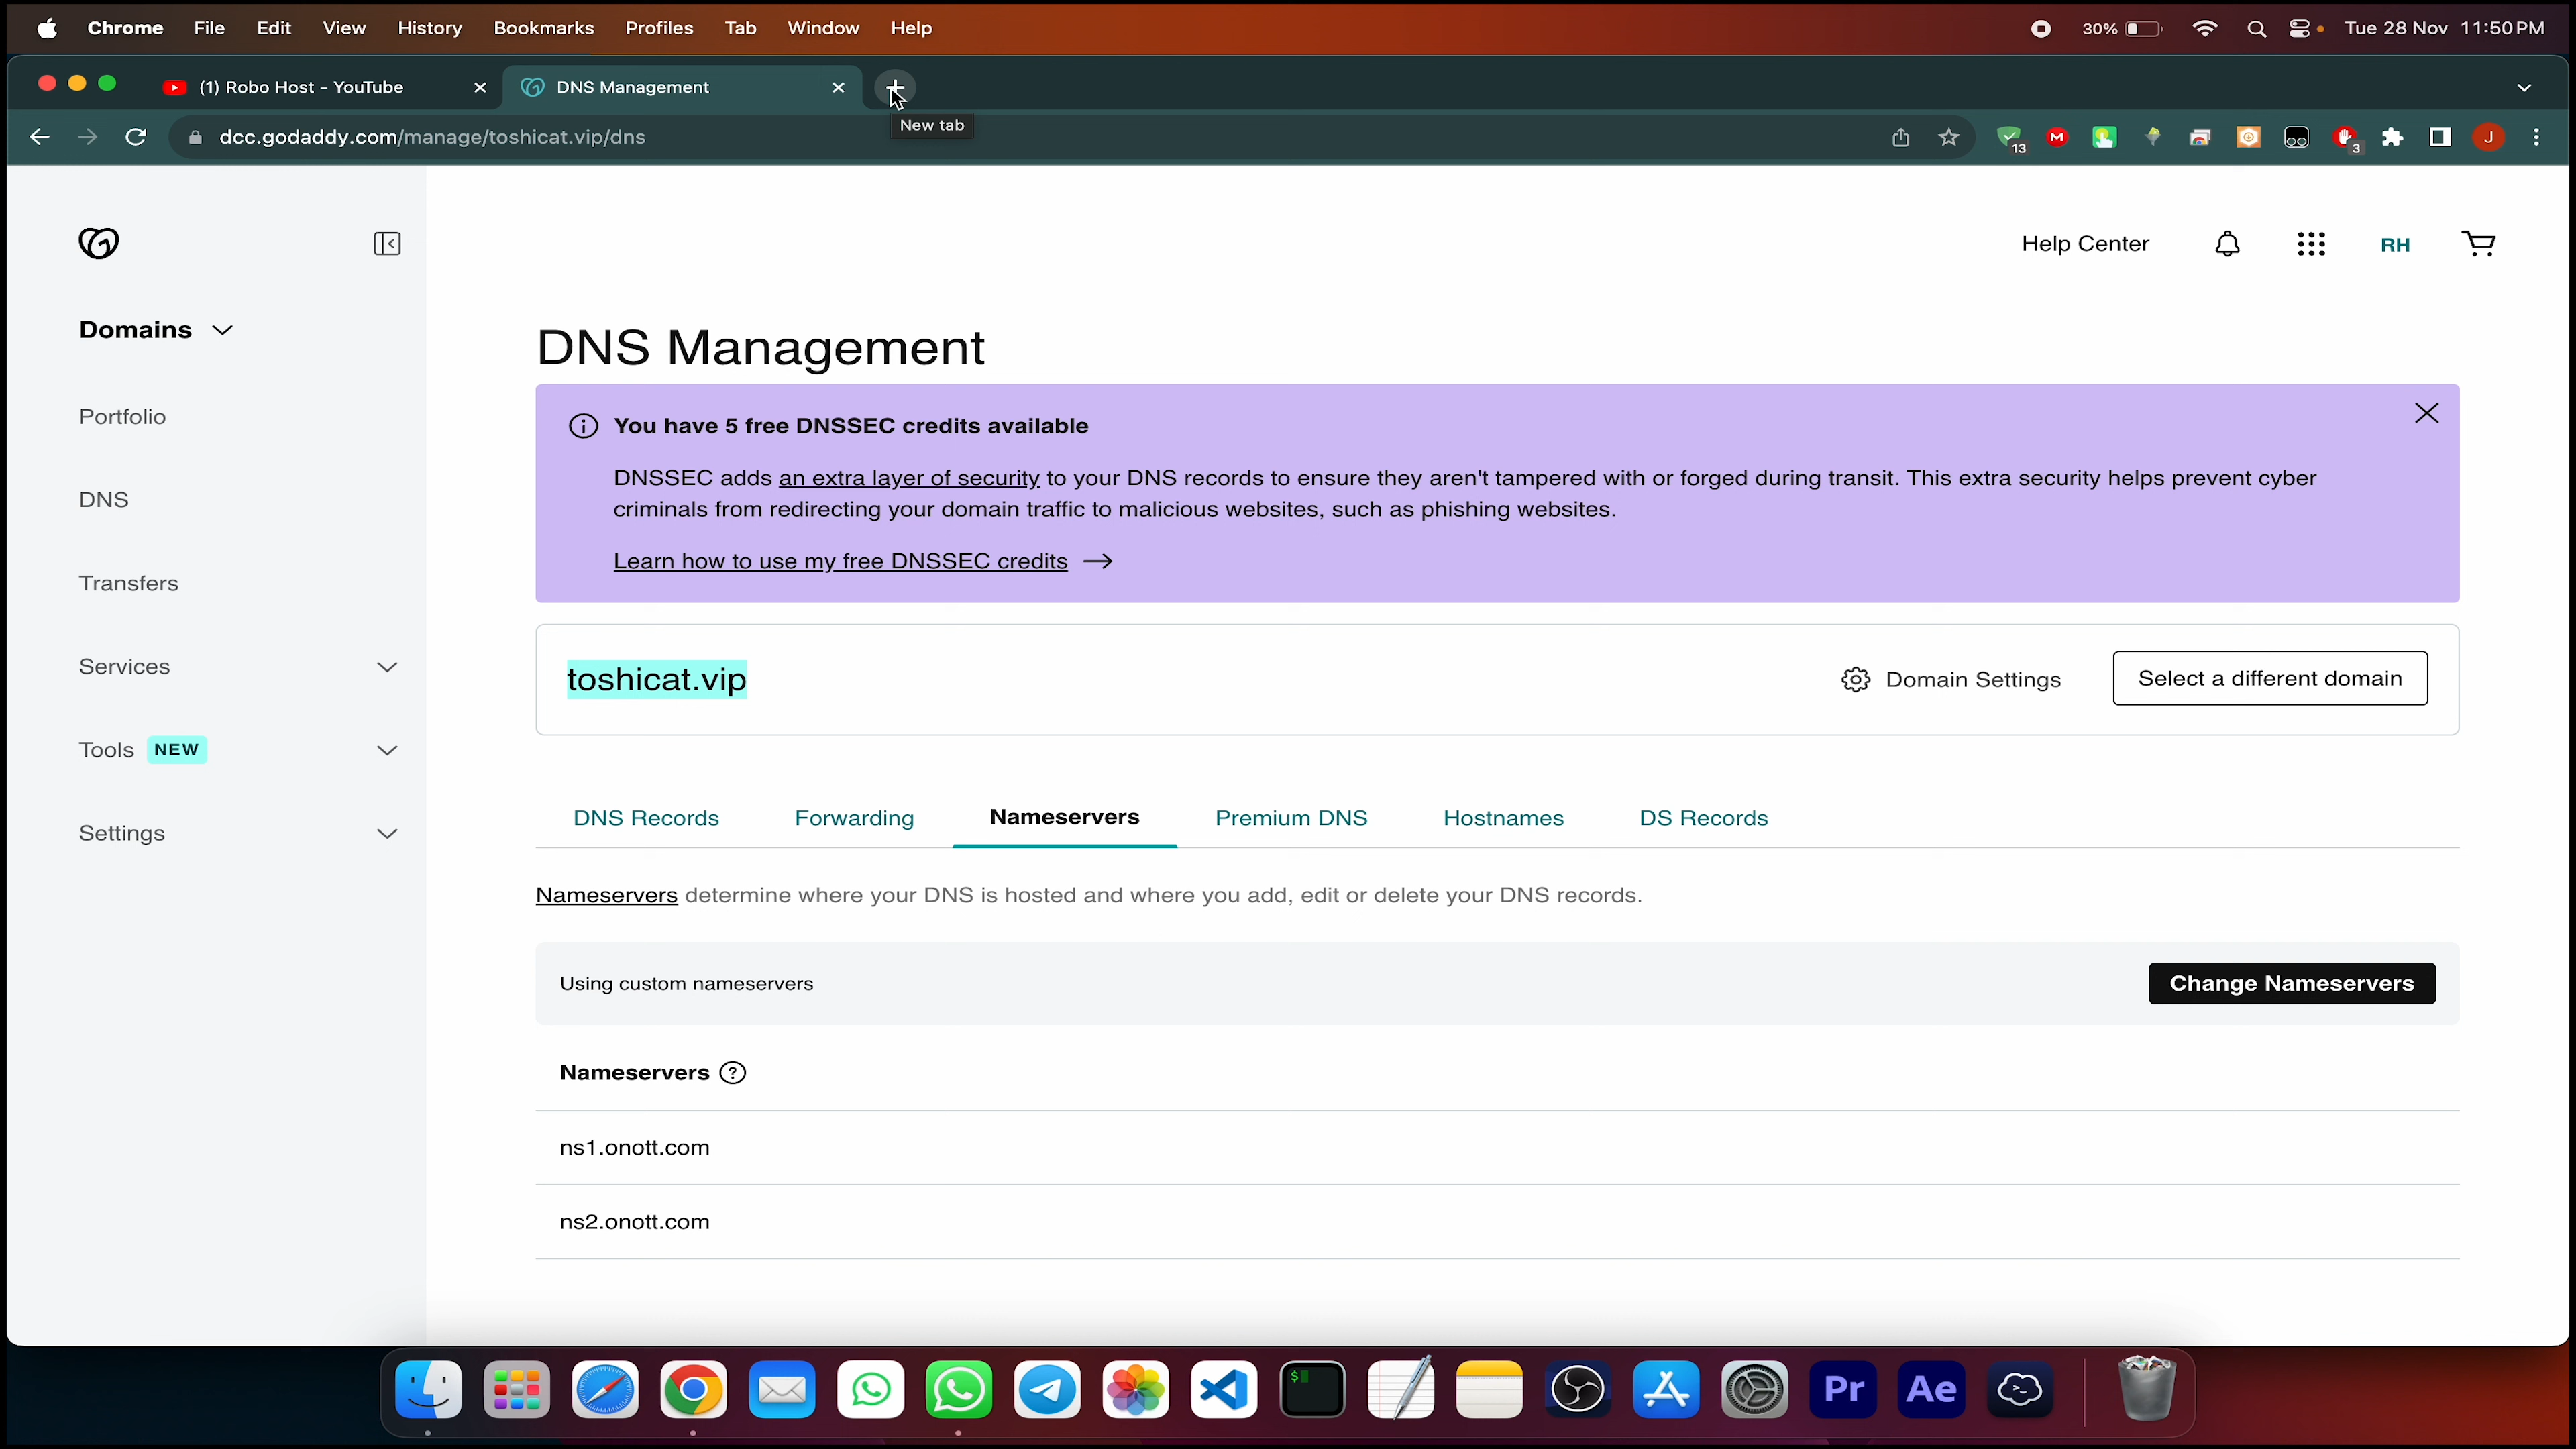 Chrome File Edit View History Bookmarks Profiles Tab Window Help 30% Tue 28 Nov 11:50 PM
(1) Robo Host - YouTube DNS Management
New tab
dcc.godaddy.com/manage/toshicat.vip/dns 13 M 3 J
Help Center RH
Domains
Portfolio
DNS
Transfers
Services
Tools NEW
Settings
DNS Management
You have 5 free DNSSEC credits available
DNSSEC adds an extra layer of security to your DNS records to ensure they aren't tampered with or forged during transit. This extra security helps prevent cyber
criminals from redirecting your domain traffic to malicious websites, such as phishing websites.
Learn how to use my free DNSSEC credits
toshicat.vip Domain Settings Select a different domain
DNS Records Forwarding Nameservers Premium DNS Hostnames DS Records
Nameservers determine where your DNS is hosted and where you add, edit or delete your DNS records.
Using custom nameservers Change Nameservers
Nameservers ?
ns1.onott.com
ns2.onott.com
$ Pr Ae